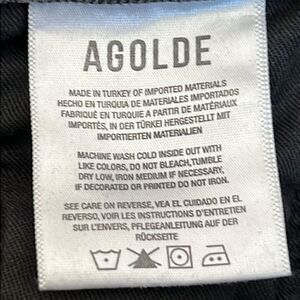 AGOLDE
MADE IN TURKEY OF IMPORTED MATERIALS
HECHO EN TURQUIA DE MATERIALES IMPORTADOS
FABRIQUÉ EN TURQUIE A PARTIR DE MATÉRIAUX
IMPORTÉS, IN DER TÜRKEI HERGESTELLT MIT
IMPORTIERTEN MATERIALIEN
MACHINE WASH COLD INSIDE OUT WITH
LIKE COLORS, DO NOT BLEACH,TUMBLE
DRY LOW, IRON MEDIUM IF NECESSARY,
IF DECORATED OR PRINTED DO NOT IRON.
SEE CARE ON REVERSE, VEA EL CUIDADO EN EL
REVERSO, VOIR LES INSTRUCTIONS D'ENTRETIEN
SUR L'ENVERS, PFLEGEANLEITUNG AUF DER
RÜCKSEITE